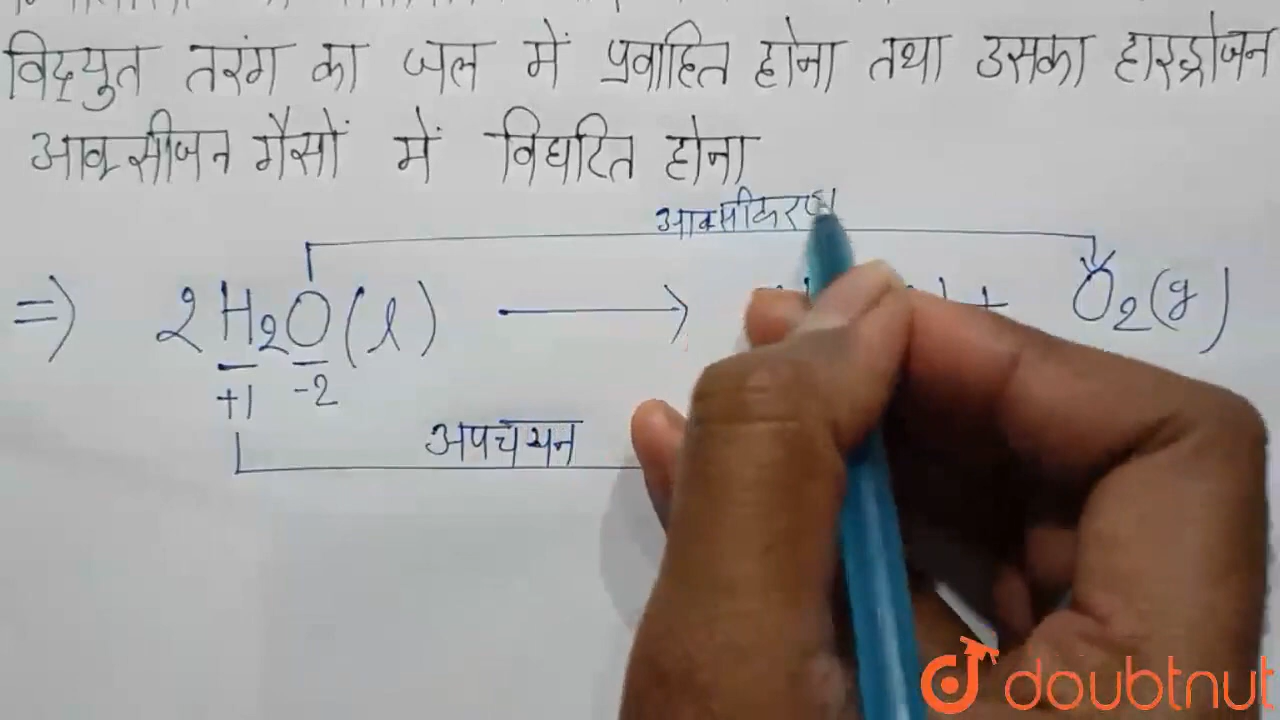 विद्युत तरंग का जल में प्रवाहित होना तथा उसका हाइड्रोजन
आक्सीजन गैसों में विघटित होना
आक्सीकरण
=> 2H₂O(l) ⟶ + O₂(g)
+1 -2
अपचयन
doubtnut